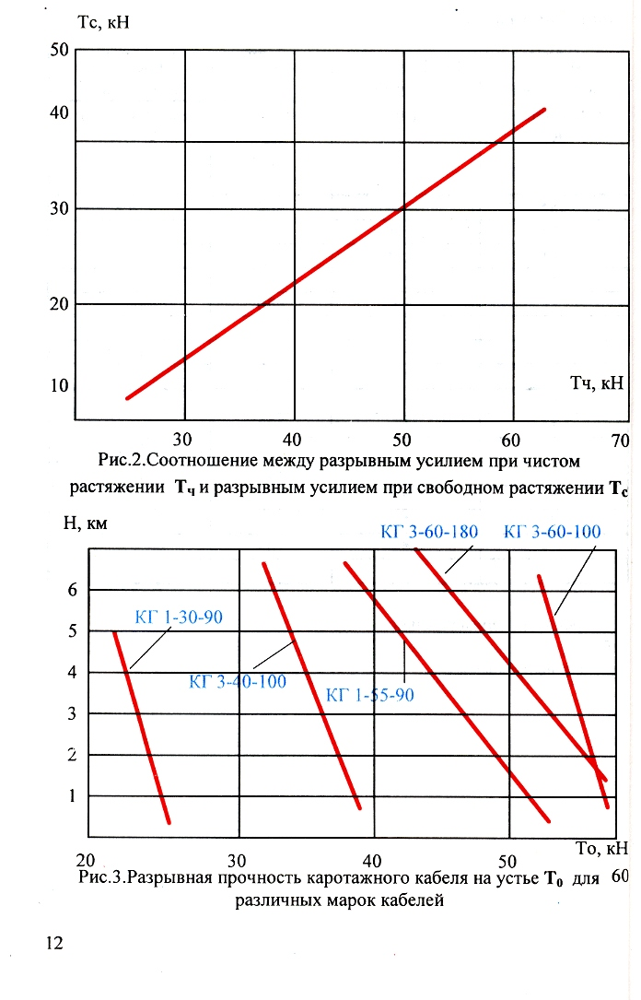 Тс, кН
50
40
30
20
10
Тч, кН
30 40 50 60 70
Рис.2.Соотношение между разрывным усилием при чистом
растяжении Тч и разрывным усилием при свободном растяжении Тс
Н, км
КГ 3-60-180 КГ 3-60-100
6
КГ 1-30-90
5
4
КГ 3-40-100
КГ 1-55-90
3
2
1
То, кН
20 30 40 50 60
Рис.3.Разрывная прочность каротажного кабеля на устье Т₀ для
различных марок кабелей
12